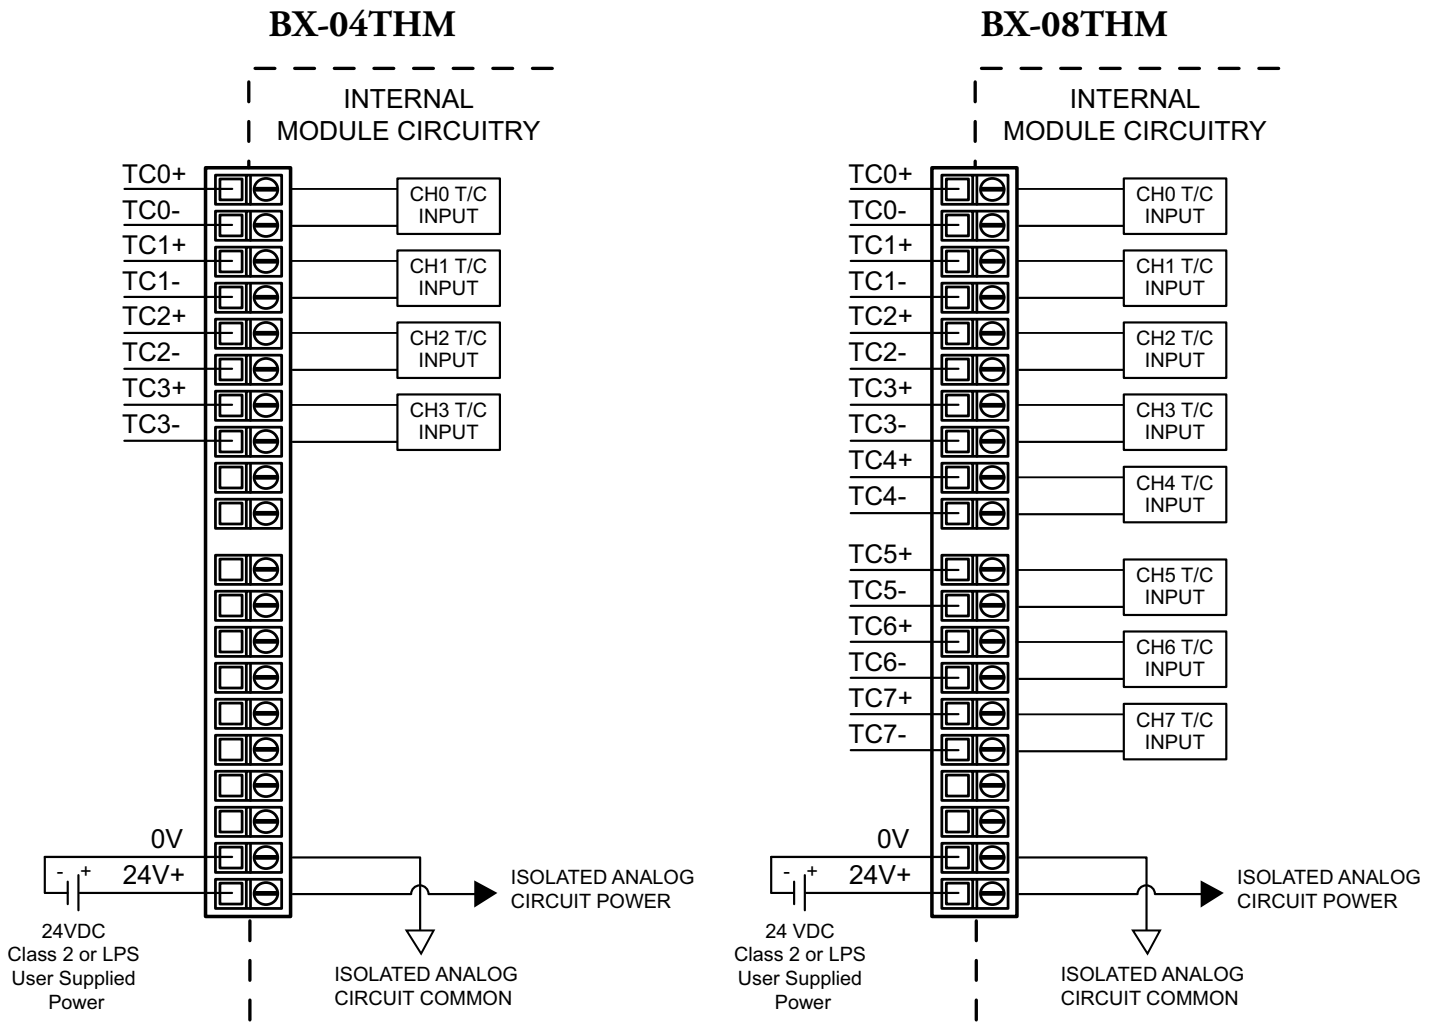 BX-04THM
INTERNAL
MODULE CIRCUITRY
TC0+
TC0-
TC1+
TC1-
TC2+
TC2-
TC3+
TC3-
CH0 T/C
INPUT
CH1 T/C
INPUT
CH2 T/C
INPUT
CH3 T/C
INPUT
0V
24V+
- +
24VDC
Class 2 or LPS
User Supplied
Power
ISOLATED ANALOG
CIRCUIT POWER
ISOLATED ANALOG
CIRCUIT COMMON
BX-08THM
INTERNAL
MODULE CIRCUITRY
TC0+
TC0-
TC1+
TC1-
TC2+
TC2-
TC3+
TC3-
TC4+
TC4-
TC5+
TC5-
TC6+
TC6-
TC7+
TC7-
CH0 T/C
INPUT
CH1 T/C
INPUT
CH2 T/C
INPUT
CH3 T/C
INPUT
CH4 T/C
INPUT
CH5 T/C
INPUT
CH6 T/C
INPUT
CH7 T/C
INPUT
0V
24V+
- +
24 VDC
Class 2 or LPS
User Supplied
Power
ISOLATED ANALOG
CIRCUIT POWER
ISOLATED ANALOG
CIRCUIT COMMON